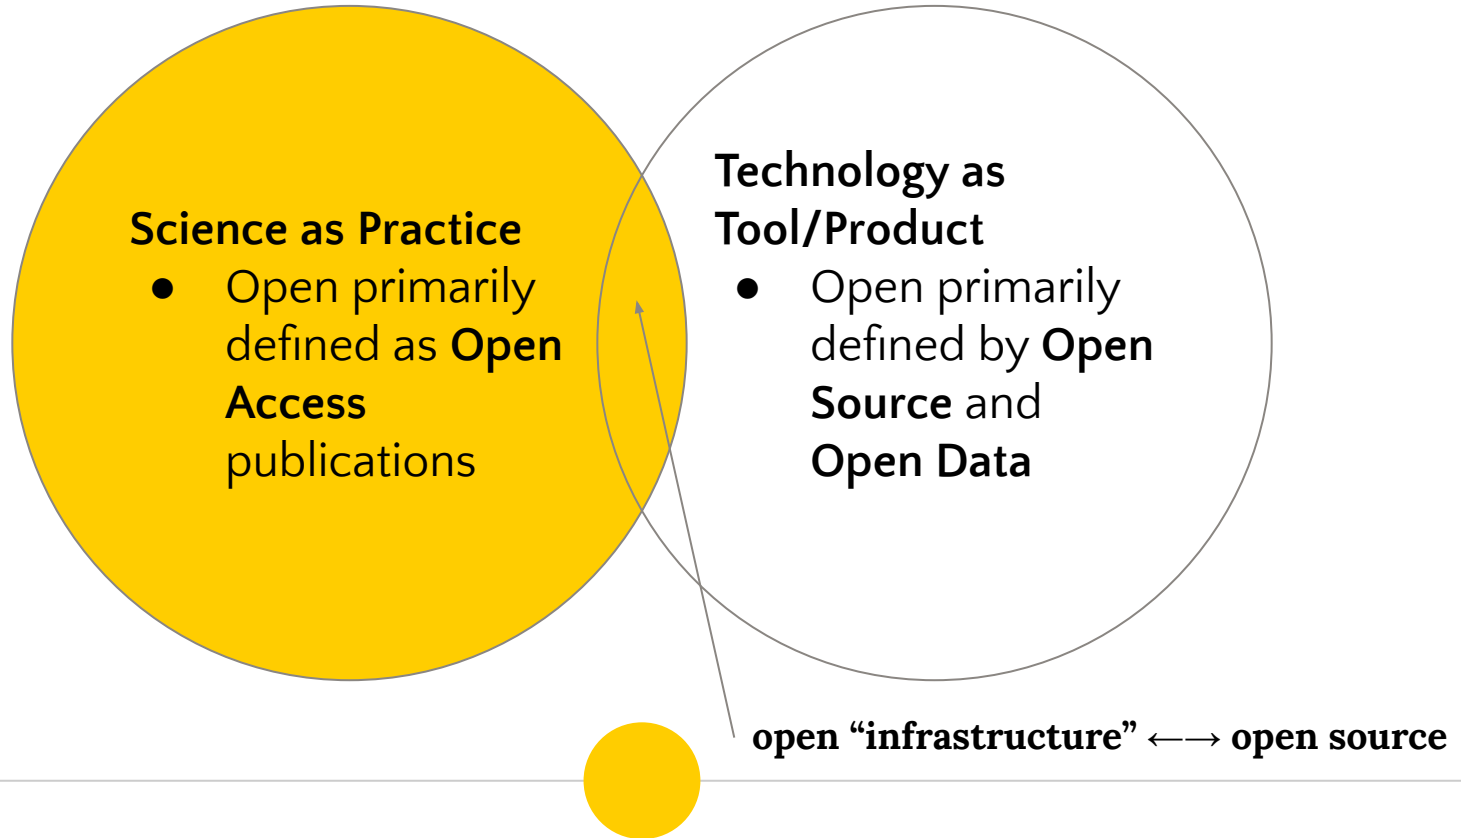 Science as Practice
● Open primarily
defined as Open
Access
publications
Technology as
Tool/Product
● Open primarily
defined by Open
Source and
Open Data
open “infrastructure” ←→ open source